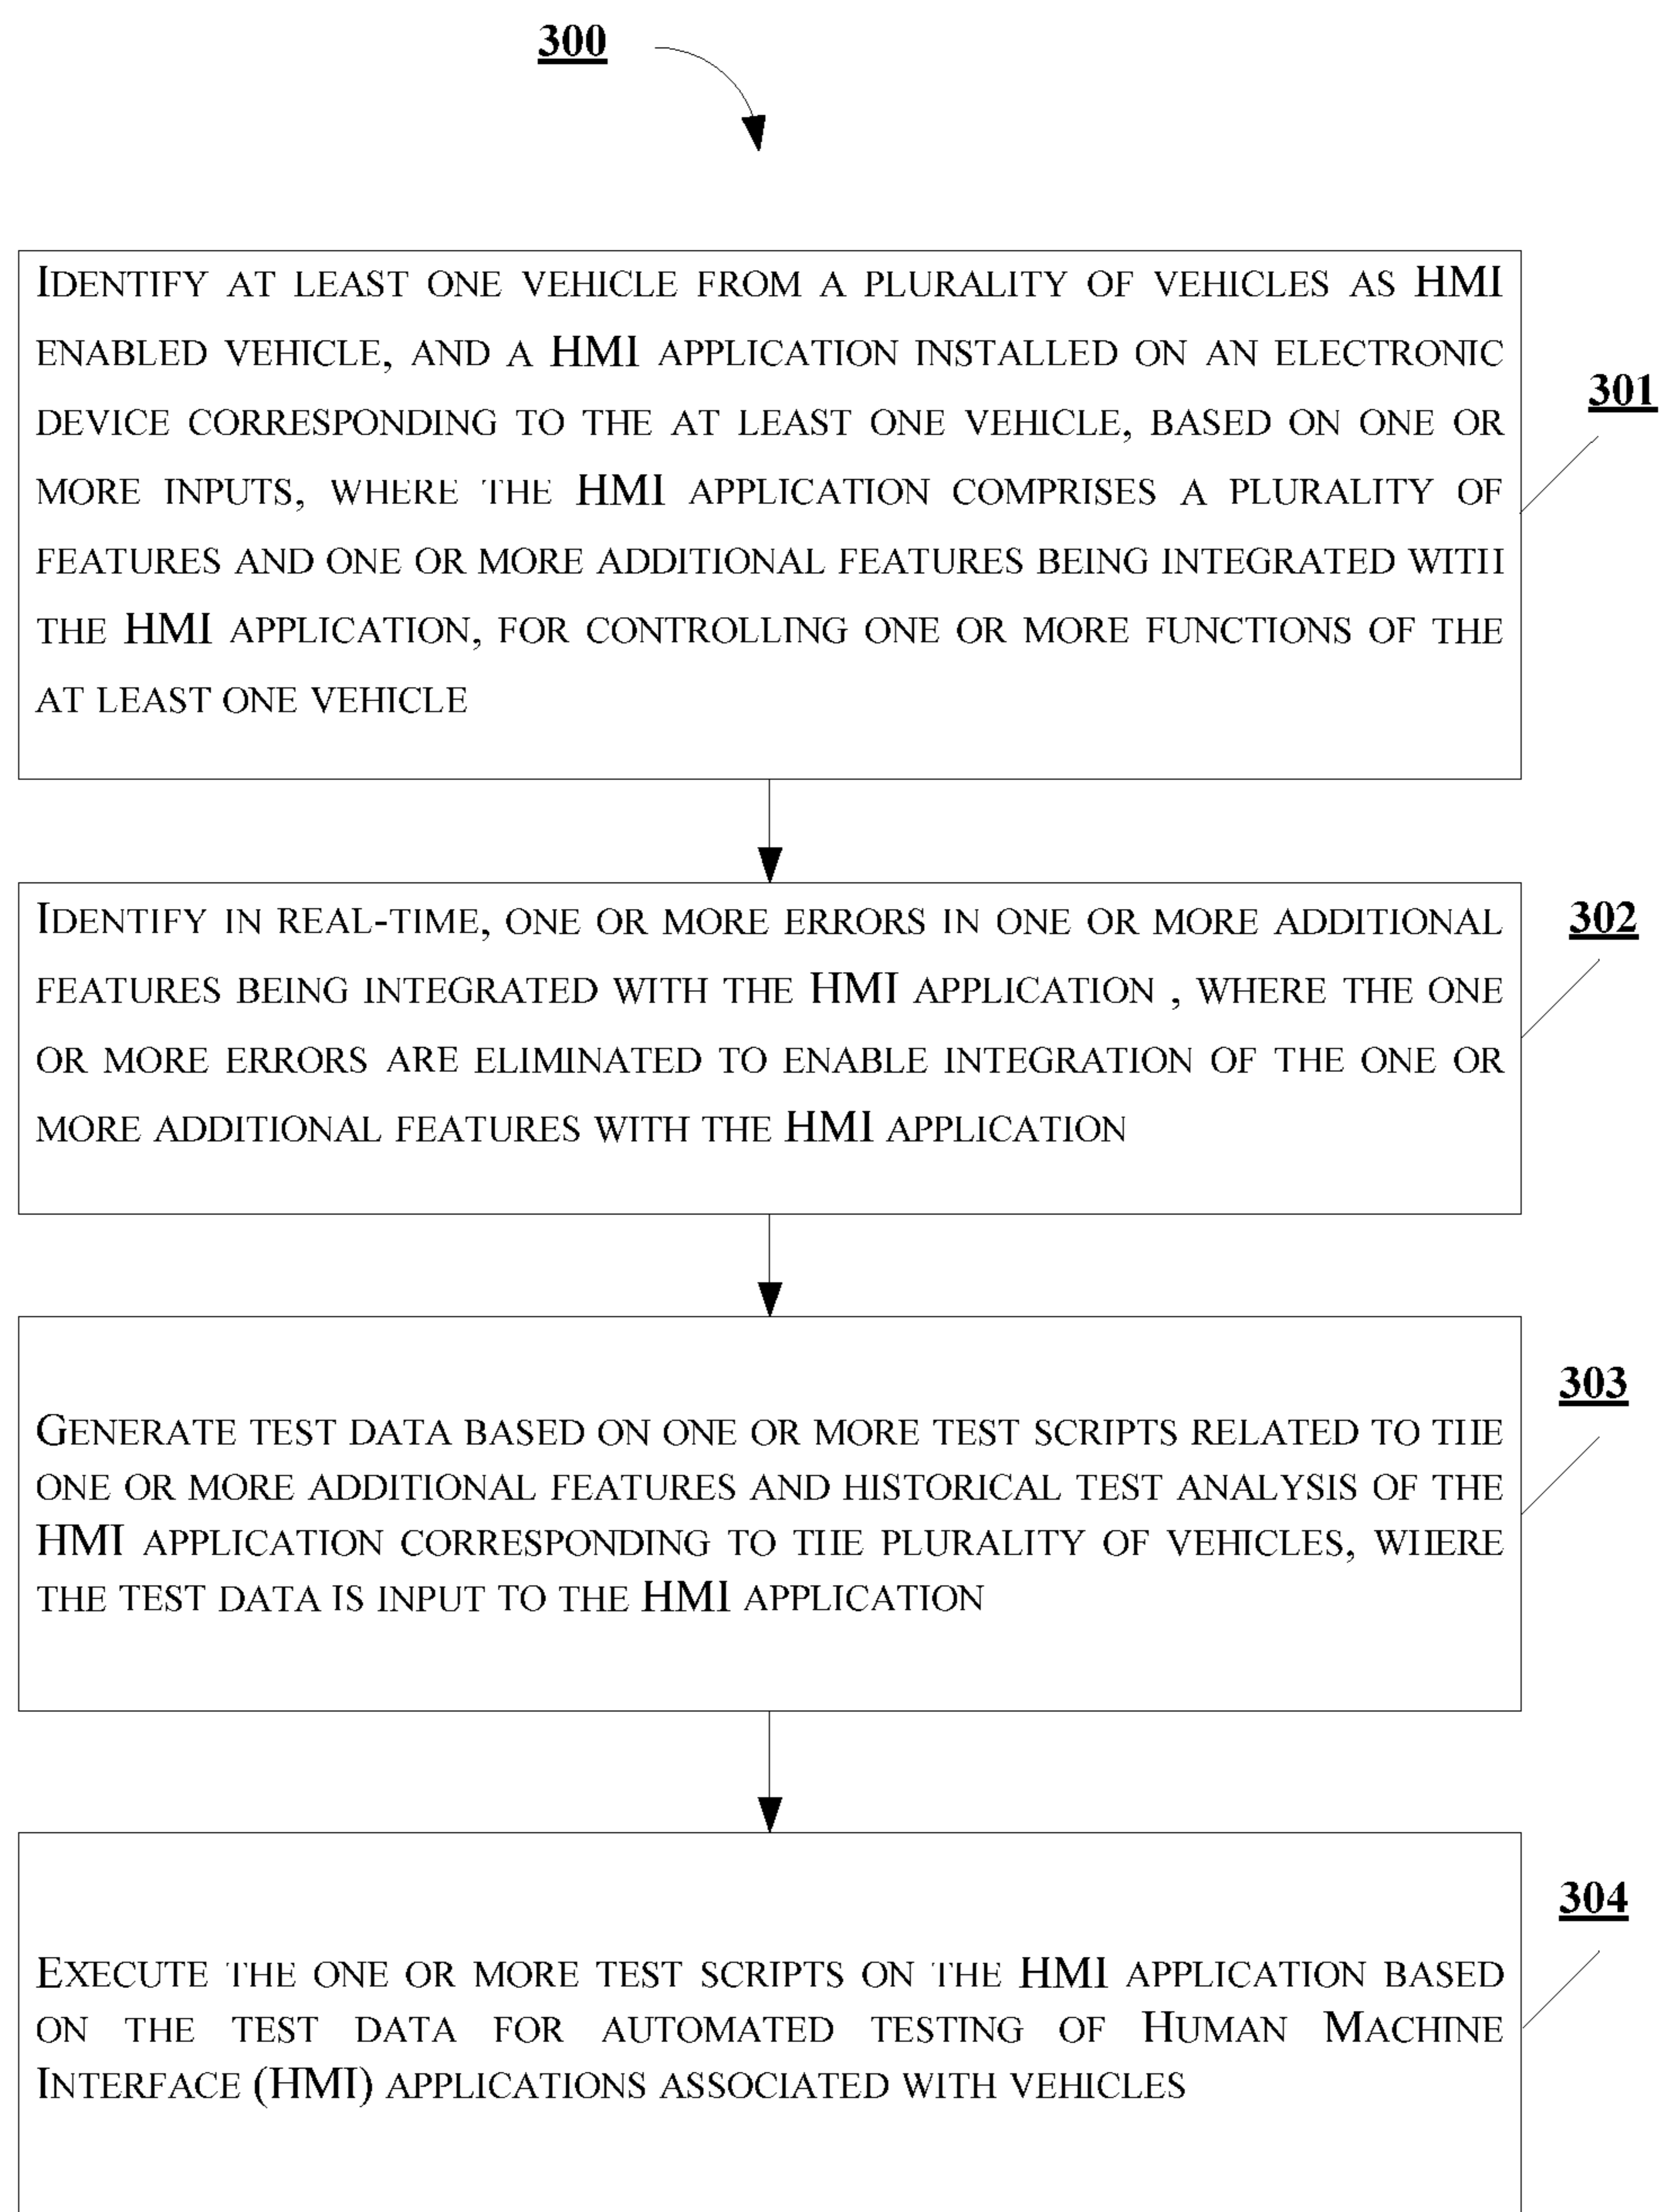 300
IDENTIFY AT LEAST ONE VEHICLE FROM A PLURALITY OF VEHICLES AS HMI
ENABLED VEHICLE, AND A HMI APPLICATION INSTALLED ON AN ELECTRONIC
DEVICE CORRESPONDING TO THE AT LEAST ONE VEHICLE, BASED ON ONE OR
MORE INPUTS, WHERE THE HMI APPLICATION COMPRISES A PLURALITY OF
FEATURES AND ONE OR MORE ADDITIONAL FEATURES BEING INTEGRATED WITH
THE HMI APPLICATION, FOR CONTROLLING ONE OR MORE FUNCTIONS OF THE
AT LEAST ONE VEHICLE
301
IDENTIFY IN REAL-TIME, ONE OR MORE ERRORS IN ONE OR MORE ADDITIONAL
FEATURES BEING INTEGRATED WITH THE HMI APPLICATION , WHERE THE ONE
OR MORE ERRORS ARE ELIMINATED TO ENABLE INTEGRATION OF THE ONE OR
MORE ADDITIONAL FEATURES WITH THE HMI APPLICATION
302
GENERATE TEST DATA BASED ON ONE OR MORE TEST SCRIPTS RELATED TO THE
ONE OR MORE ADDITIONAL FEATURES AND HISTORICAL TEST ANALYSIS OF THE
HMI APPLICATION CORRESPONDING TO THE PLURALITY OF VEHICLES, WHERE
THE TEST DATA IS INPUT TO THE HMI APPLICATION
303
EXECUTE THE ONE OR MORE TEST SCRIPTS ON THE HMI APPLICATION BASED
ON THE TEST DATA FOR AUTOMATED TESTING OF HUMAN MACHINE
INTERFACE (HMI) APPLICATIONS ASSOCIATED WITH VEHICLES
304